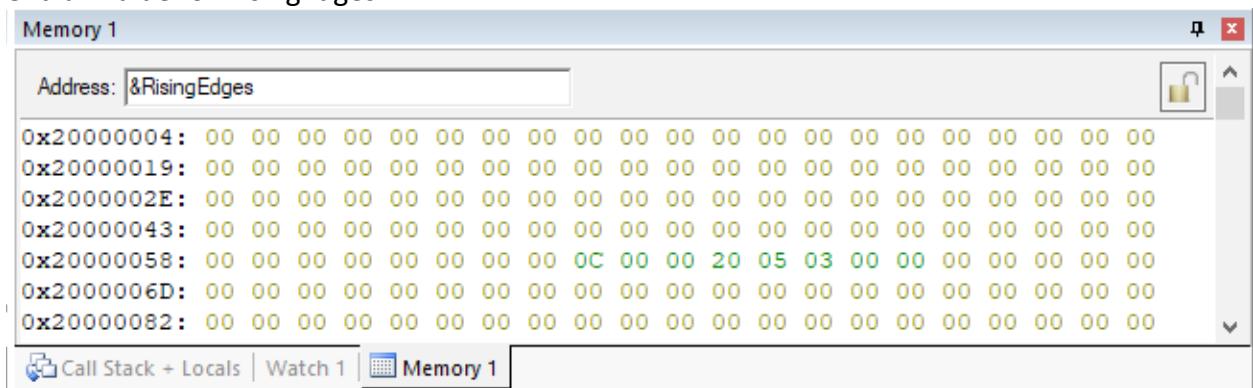 Memory 1
Address: &RisingEdges
0x20000004: 00 00 00 00 00 00 00 00 00 00 00 00 00 00 00 00 00 00 00 00 00
0x20000019: 00 00 00 00 00 00 00 00 00 00 00 00 00 00 00 00 00 00 00 00 00
0x2000002E: 00 00 00 00 00 00 00 00 00 00 00 00 00 00 00 00 00 00 00 00 00
0x20000043: 00 00 00 00 00 00 00 00 00 00 00 00 00 00 00 00 00 00 00 00 00
0x20000058: 00 00 00 00 00 00 00 00 0C 00 00 20 05 03 00 00 00 00 00 00 00
0x2000006D: 00 00 00 00 00 00 00 00 00 00 00 00 00 00 00 00 00 00 00 00 00
0x20000082: 00 00 00 00 00 00 00 00 00 00 00 00 00 00 00 00 00 00 00 00 00
Call Stack + Locals Watch 1 Memory 1